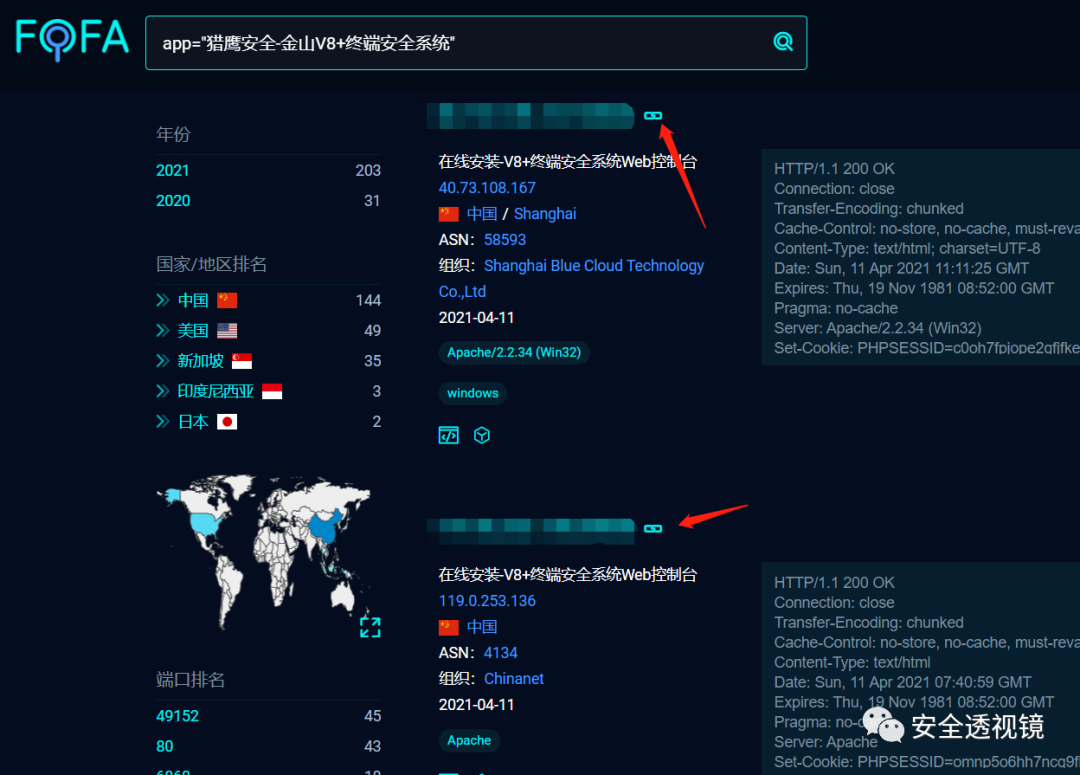 FOFA
app="猎鹰安全-金山V8+终端安全系统"
年份
2021 203
2020 31
国家/地区排名
中国 144
美国 49
新加坡 35
印度尼西亚 3
日本 2
端口排名
49152 45
80 43
在线安装-V8+终端安全系统Web控制台
40.73.108.167
中国 / Shanghai
ASN: 58593
组织: Shanghai Blue Cloud Technology
Co.,Ltd
2021-04-11
Apache/2.2.34 (Win32)
windows
HTTP/1.1 200 OK
Connection: close
Transfer-Encoding: chunked
Cache-Control: no-store, no-cache, must-reva
Content-Type: text/html; charset=UTF-8
Date: Sun, 11 Apr 2021 11:11:25 GMT
Expires: Thu, 19 Nov 1981 08:52:00 GMT
Pragma: no-cache
Server: Apache/2.2.34 (Win32)
Set-Cookie:
在线安装-V8+终端安全系统Web控制台
119.0.253.136
中国
ASN: 4134
组织: Chinanet
2021-04-11
Apache
HTTP/1.1 200 OK
Connection: close
Transfer-Encoding: chunked
Cache-Control: no-store, no-cache, must-reva
Content-Type: text/html
Date: Sun, 11 Apr 2021 07:40:59 GMT
Expires: Thu, 19 Nov 1981 08:52:00 GMT
Pragma:
Server: Apache
Set-Cookie:
安全透视镜